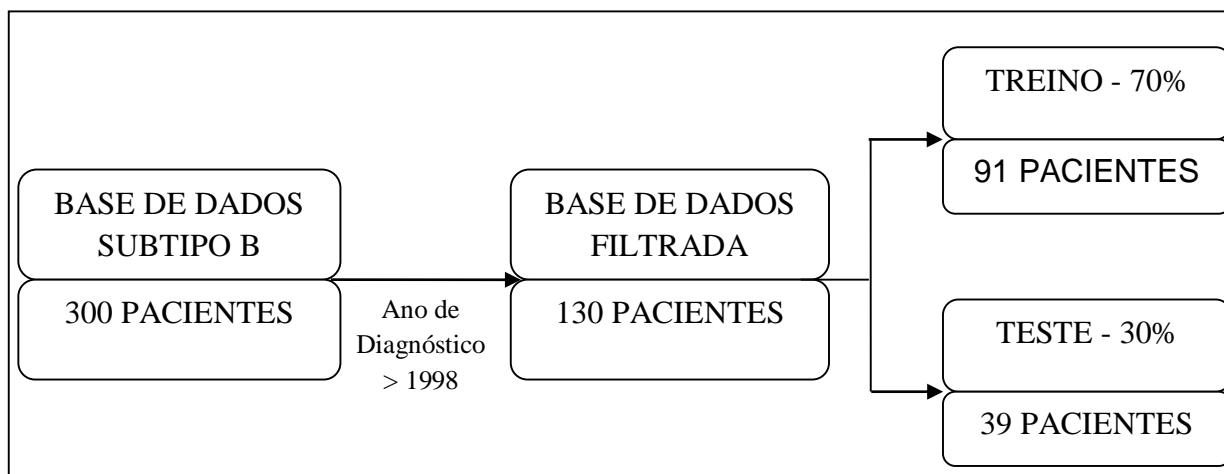 BASE DE DADOS
SUBTIPO B
300 PACIENTES
Ano de
Diagnóstico
> 1998
BASE DE DADOS
FILTRADA
130 PACIENTES
TREINO - 70%
91 PACIENTES
TESTE - 30%
39 PACIENTES